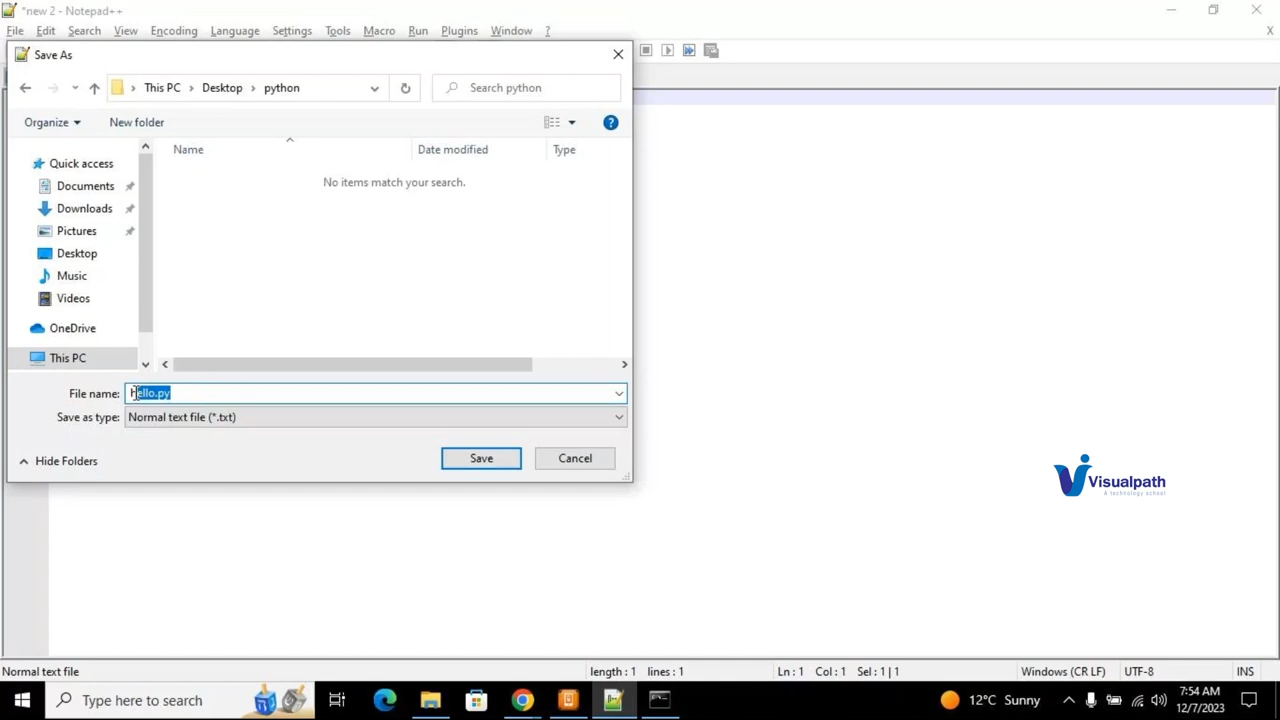 *new 2 - Notepad++
File Edit Search View Encoding Language Settings Tools Macro Run Plugins Window ? X
Save As
This PC > Desktop > python
Search python
Organize New folder
Name Date modified Type
No items match your search.
Quick access
Documents
Downloads
Pictures
Desktop
Music
Videos
OneDrive
This PC
File name: hello.py
Save as type: Normal text file (*.txt)
Hide Folders
Save Cancel
Visualpath
A technology school
Normal text file length : 1 lines : 1 Ln : 1 Col : 1 Sel : 1 | 1 Windows (CR LF) UTF-8 INS
Type here to search
12°C Sunny
7:54 AM
12/7/2023